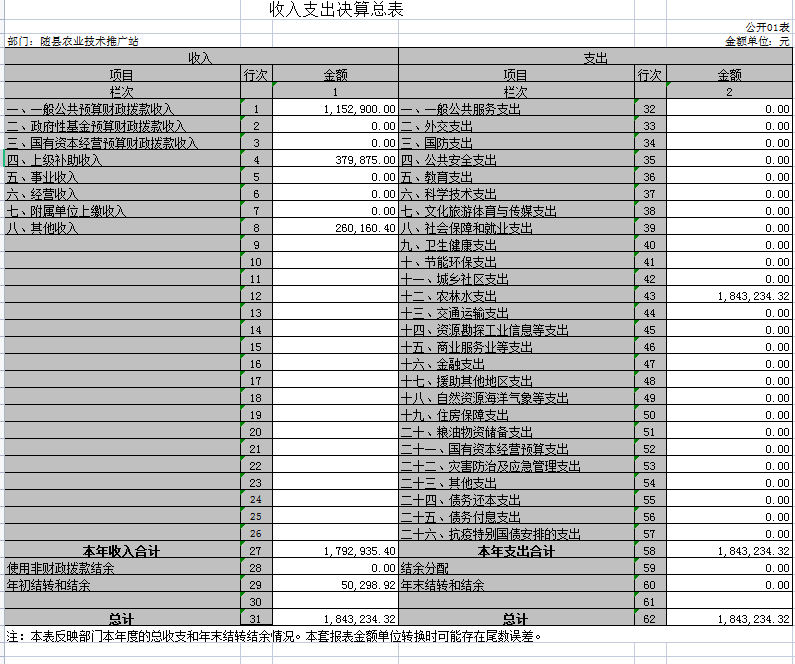 收入支出决算总表
公开01表
部门：随县农业技术推广站 金额单位：元
收入 支出
项目 行次 金额 项目 行次 金额
栏次 1 栏次 2
一、一般公共预算财政拨款收入 1 1,152,900.00 一、一般公共服务支出 32 0.00
二、政府性基金预算财政拨款收入 2 0.00 二、外交支出 33 0.00
三、国有资本经营预算财政拨款收入 3 0.00 三、国防支出 34 0.00
四、上级补助收入 4 379,875.00 四、公共安全支出 35 0.00
五、事业收入 5 0.00 五、教育支出 36 0.00
六、经营收入 6 0.00 六、科学技术支出 37 0.00
七、附属单位上缴收入 7 0.00 七、文化旅游体育与传媒支出 38 0.00
八、其他收入 8 260,160.40 八、社会保障和就业支出 39 0.00
9 九、卫生健康支出 40 0.00
10 十、节能环保支出 41 0.00
11 十一、城乡社区支出 42 0.00
12 十二、农林水支出 43 1,843,234.32
13 十三、交通运输支出 44 0.00
14 十四、资源勘探工业信息等支出 45 0.00
15 十五、商业服务业等支出 46 0.00
16 十六、金融支出 47 0.00
17 十七、援助其他地区支出 48 0.00
18 十八、自然资源海洋气象等支出 49 0.00
19 十九、住房保障支出 50 0.00
20 二十、粮油物资储备支出 51 0.00
21 二十一、国有资本经营预算支出 52 0.00
22 二十二、灾害防治及应急管理支出 53 0.00
23 二十三、其他支出 54 0.00
24 二十四、债务还本支出 55 0.00
25 二十五、债务付息支出 56 0.00
26 二十六、抗疫特别国债安排的支出 57 0.00
本年收入合计 27 1,792,935.40 本年支出合计 58 1,843,234.32
使用非财政拨款结余 28 0.00 结余分配 59 0.00
年初结转和结余 29 50,298.92 年末结转和结余 60 0.00
30 61
总计 31 1,843,234.32 总计 62 1,843,234.32
注：本表反映部门本年度的总收支和年末结转结余情况。本套报表金额单位转换时可能存在尾数误差。